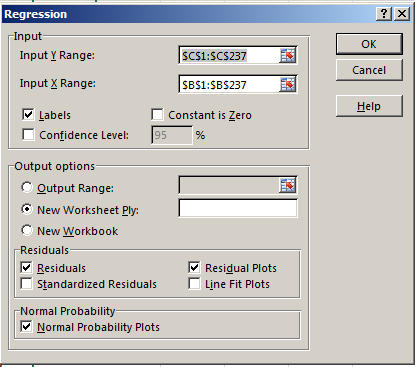 Regression
Input
Input Y Range: $C$1:$C$237
Input X Range: $B$1:$B$237
Labels Constant is Zero
Confidence Level: 95 %
OK
Cancel
Help
Output options
Output Range:
New Worksheet Ply:
New Workbook
Residuals
Residuals Residual Plots
Standardized Residuals Line Fit Plots
Normal Probability
Normal Probability Plots